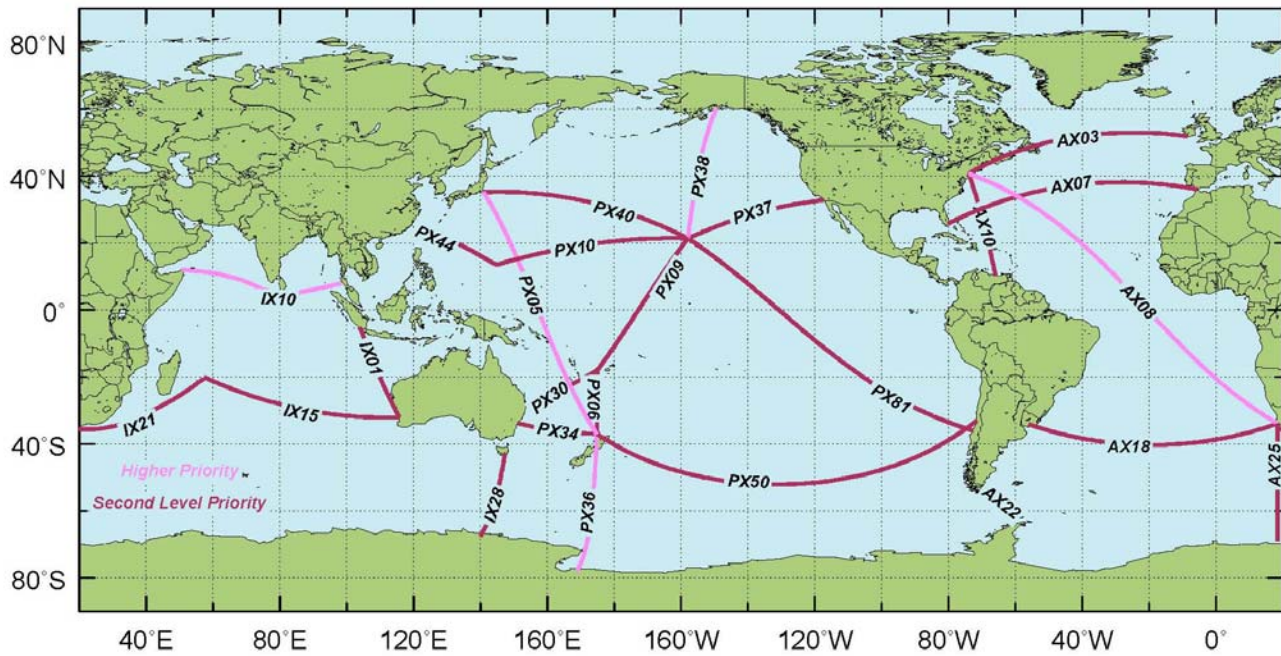 80°N
40°N
0°
40°S
80°S
AX03
PX38
AX07
PX40
PX37
AX10
PX44
PX10
PX05
PX09
IX10
AX08
IX01
PX30
PX06
PX81
IX21
IX15
PX34
AX18
Higher Priority
Second Level Priority
IX28
PX36
PX50
AX22
AX25
40°E
80°E
120°E
160°E
160°W
120°W
80°W
40°W
0°